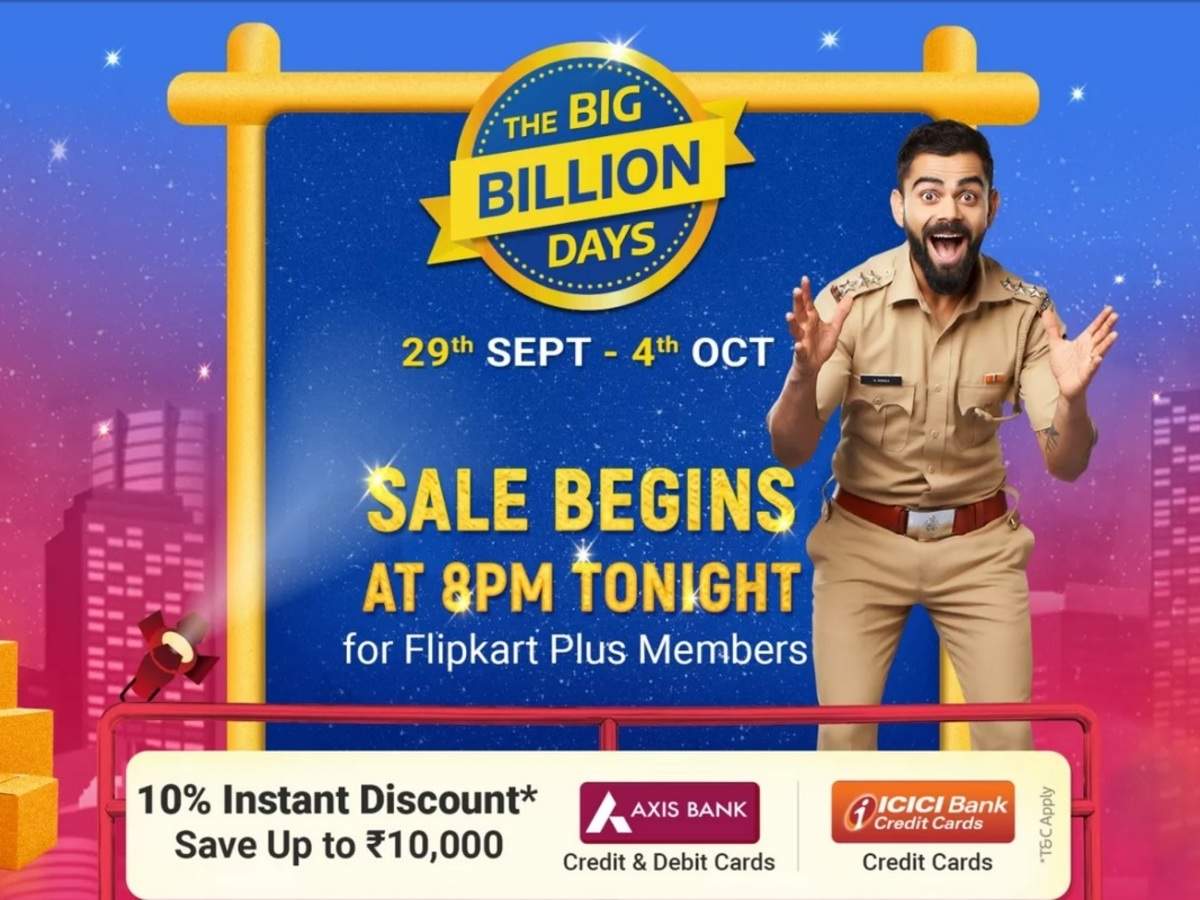 THE BIG
BILLION
DAYS
29th SEPT - 4th OCT
SALE BEGINS
AT 8PM TONIGHT
for Flipkart Plus Members
10% Instant Discount*
Save Up to ₹10,000
AXIS BANK
Credit & Debit Cards
ICICI Bank
Credit Cards
Credit Cards
*T&C Apply